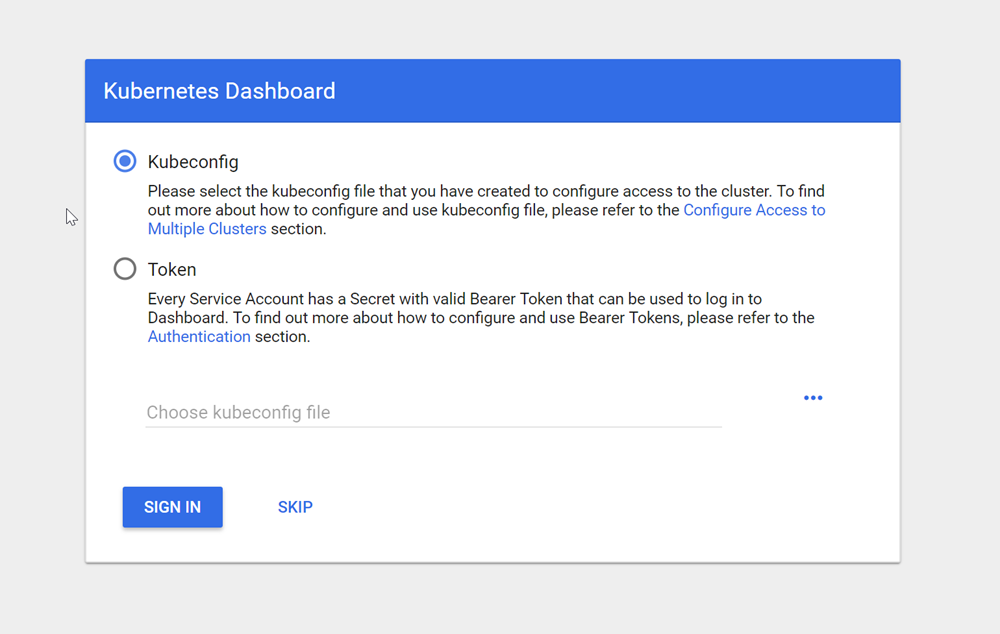 Kubernetes Dashboard
Kubeconfig
Please select the kubeconfig file that you have created to configure access to the cluster. To find
out more about how to configure and use kubeconfig file, please refer to the Configure Access to
Multiple Clusters section.
Token
Every Service Account has a Secret with valid Bearer Token that can be used to log in to
Dashboard. To find out more about how to configure and use Bearer Tokens, please refer to the
Authentication section.
Choose kubeconfig file
SIGN IN
SKIP